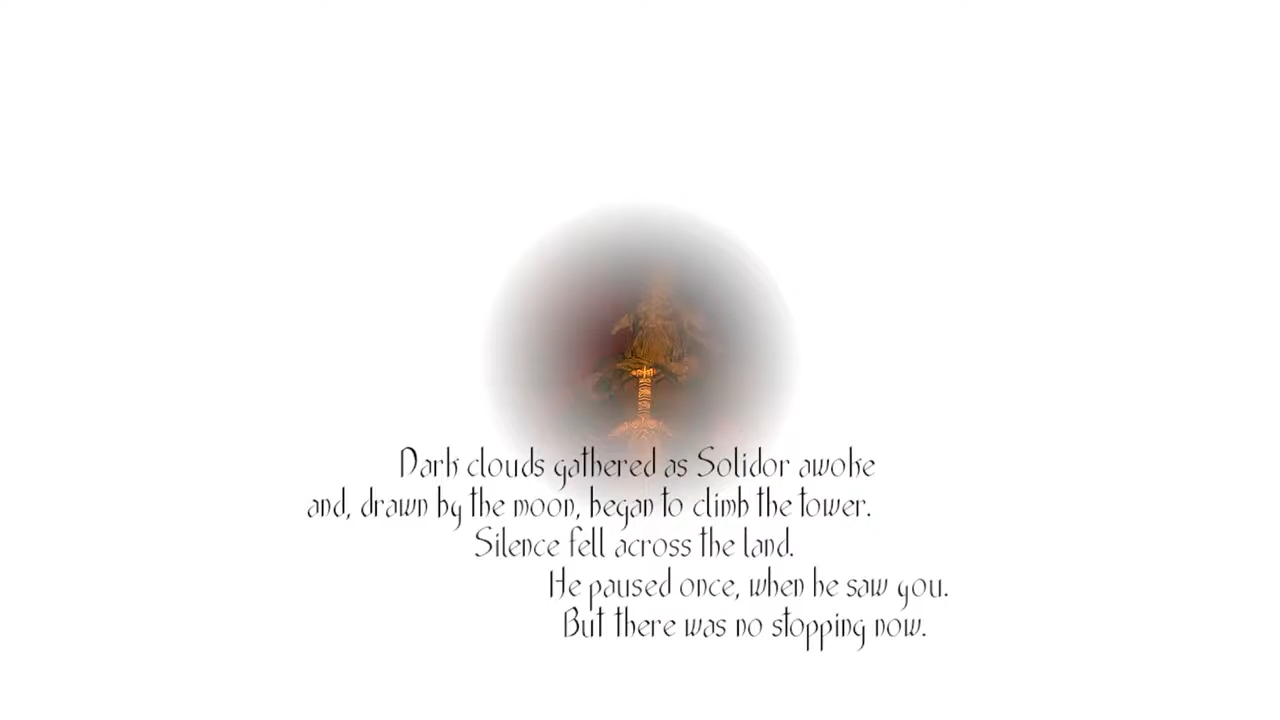 Dark clouds gathered as Solidor awoke
and, drawn by the moon, began to climb the tower.
Silence fell across the land.
He paused once, when he saw you.
But there was no stopping now.